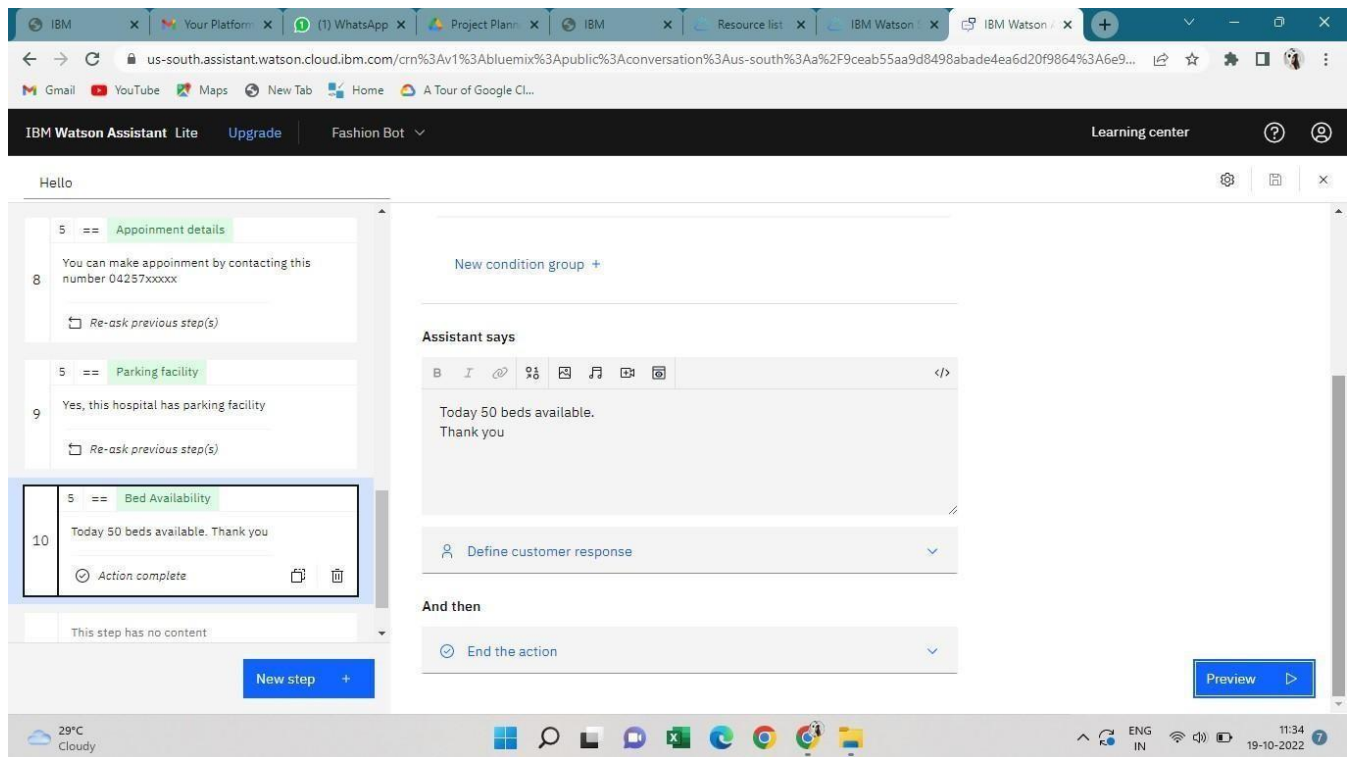 IBM
Your Platform
(1) WhatsApp
Project Plann
IBM
Resource list
IBM Watson
IBM Watson
us-south.assistant.watson.cloud.ibm.com/crn%3Av1%3Abluemix%3Apublic%3Aconversation%3Aus-south%3Aa%2F9ceab55aa9d8498abade4ea6d20f9864%3A6e9...
Gmail YouTube Maps New Tab Home A Tour of Google Cl...
IBM Watson Assistant Lite Upgrade Fashion Bot Learning center
Hello
5 == Appoinment details
8
You can make appoinment by contacting this
number 04257xxxxx
Re-ask previous step(s)
5 == Parking facility
9
Yes, this hospital has parking facility
Re-ask previous step(s)
5 == Bed Availability
10
Today 50 beds available. Thank you
Action complete
This step has no content
New step +
New condition group +
Assistant says
B I </>
Today 50 beds available.
Thank you
Define customer response
And then
End the action
Preview
29°C
Cloudy
ENG
IN
11:34
19-10-2022
7